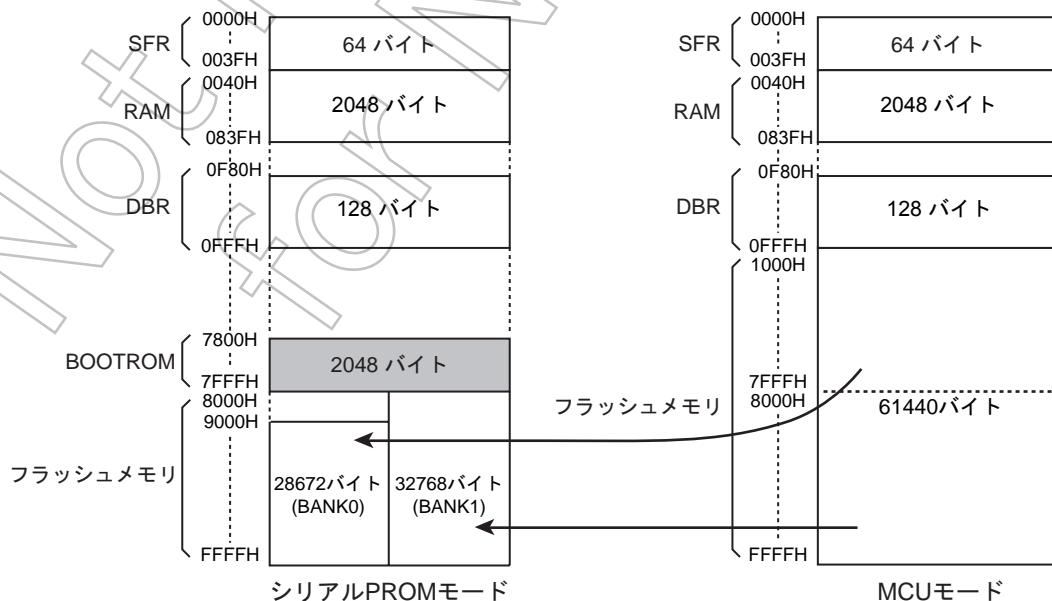 0000H
SFR
64 バイト
003FH
0040H
RAM
2048 バイト
083FH
0F80H
DBR
128 バイト
0FFFH
7800H
BOOTROM
2048 バイト
7FFFH
8000H
9000H
フラッシュメモリ
28672バイト
(BANK0)
32768バイト
(BANK1)
FFFFH
シリアルPROMモード
0000H
SFR
64 バイト
003FH
0040H
RAM
2048 バイト
083FH
0F80H
DBR
128 バイト
0FFFH
1000H
7FFFH
8000H
フラッシュメモリ
61440バイト
FFFFH
MCUモード
Not
for